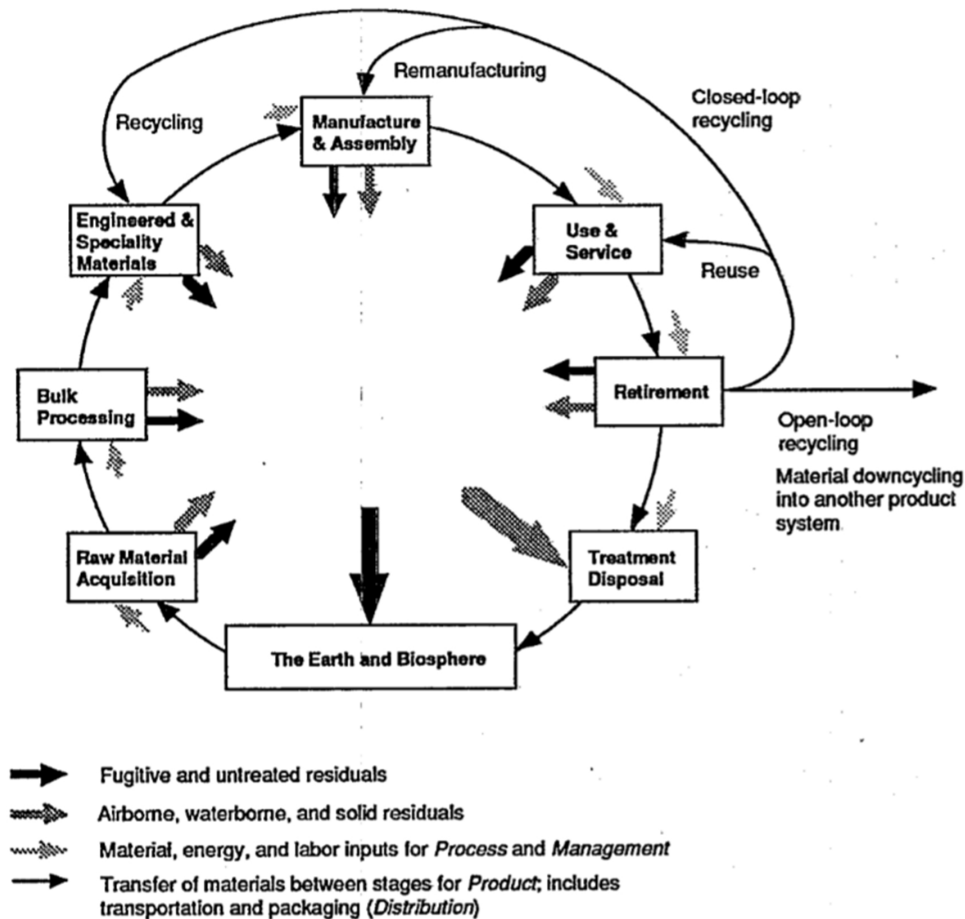 Remanufacturing
Closed-loop
recycling
Recycling
Manufacture
& Assembly
Engineered &
Speciality
Materials
Use &
Service
Reuse
Bulk
Processing
Retirement
Open-loop
recycling
Material downcycling
into another product
system
Raw Material
Acquisition
Treatment
Disposal
The Earth and Biosphere
Fugitive and untreated residuals
Airborne, waterborne, and solid residuals
Material, energy, and labor inputs for Process and Management
Transfer of materials between stages for Product; includes
transportation and packaging (Distribution)